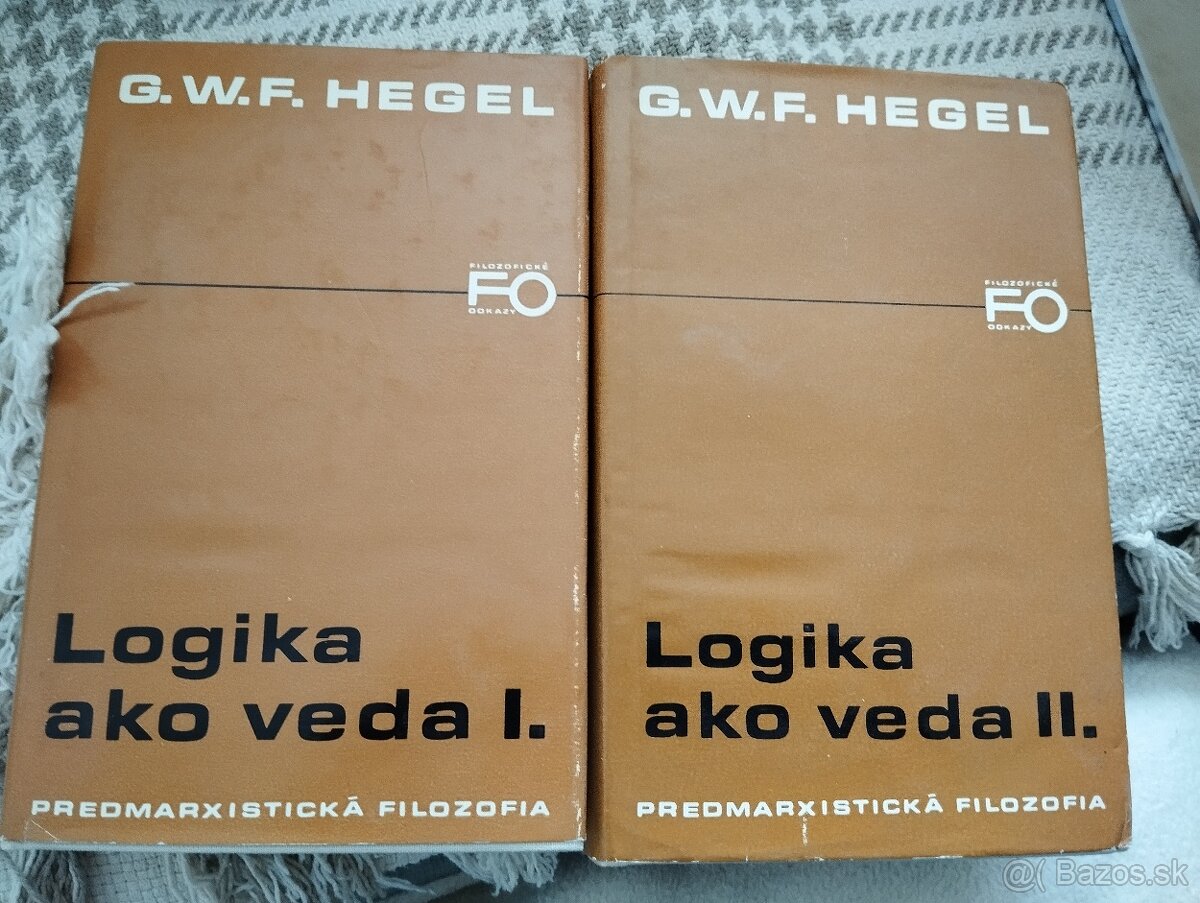 G.W.F. HEGEL
FILOZOFICKÉ
FO
ODKAZY
Logika
ako veda I.
PREDMARXISTICKÁ FILOZOFIA
G.W.F. HEGEL
FILOZOFICKÉ
FO
ODKAZY
Logika
ako veda II.
PREDMARXISTICKÁ FILOZOFIA
@( Bazos.sk